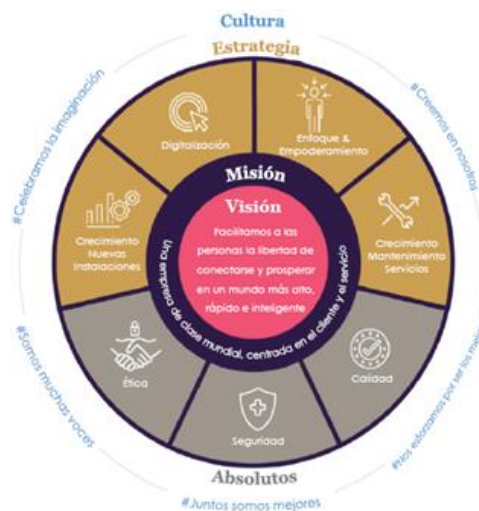 Cultura
Estrategia
#Celebramos la imaginación
#Creemos en nosotros
Digitalización
Enfoque &
Empoderamiento
Misión
Visión
Facilitamos a las
personas la libertad de
conectarse y prosperar
en un mundo más alto,
rápido e inteligente
Una empresa de clase mundial, centrada en el cliente y el servicio
Crecimiento
Nuevas
Instalaciones
Crecimiento
Mantenimiento
Servicios
Ética
Seguridad
Calidad
#Somos muchas voces
#Nos esforzamos por ser los
Absolutos
#Juntos somos mejores